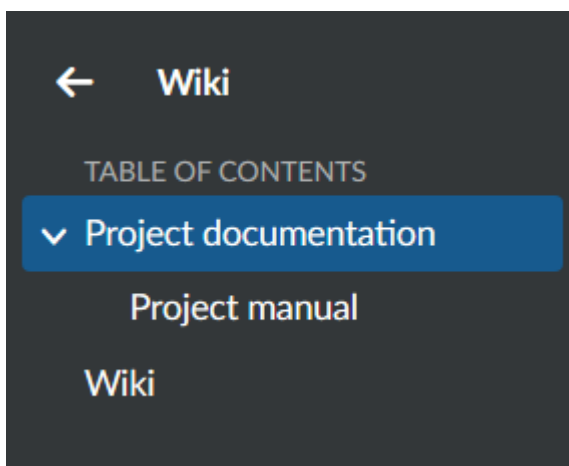 Wiki
TABLE OF CONTENTS
Project documentation
Project manual
Wiki